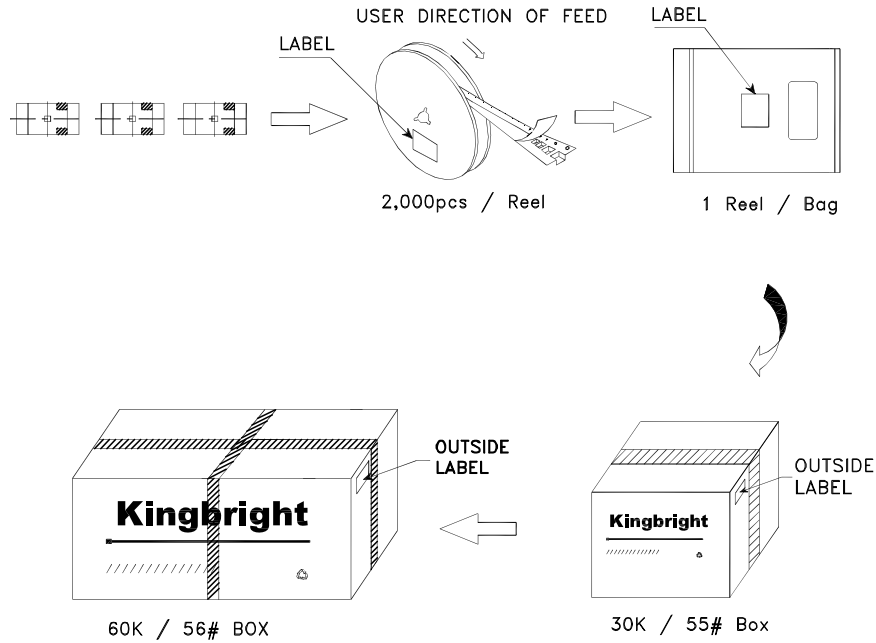 USER DIRECTION OF FEED
LABEL
LABEL
2,000pcs / Reel
1 Reel / Bag
OUTSIDE
LABEL
Kingbright
60K / 56# BOX
OUTSIDE
LABEL
Kingbright
30K / 55# Box